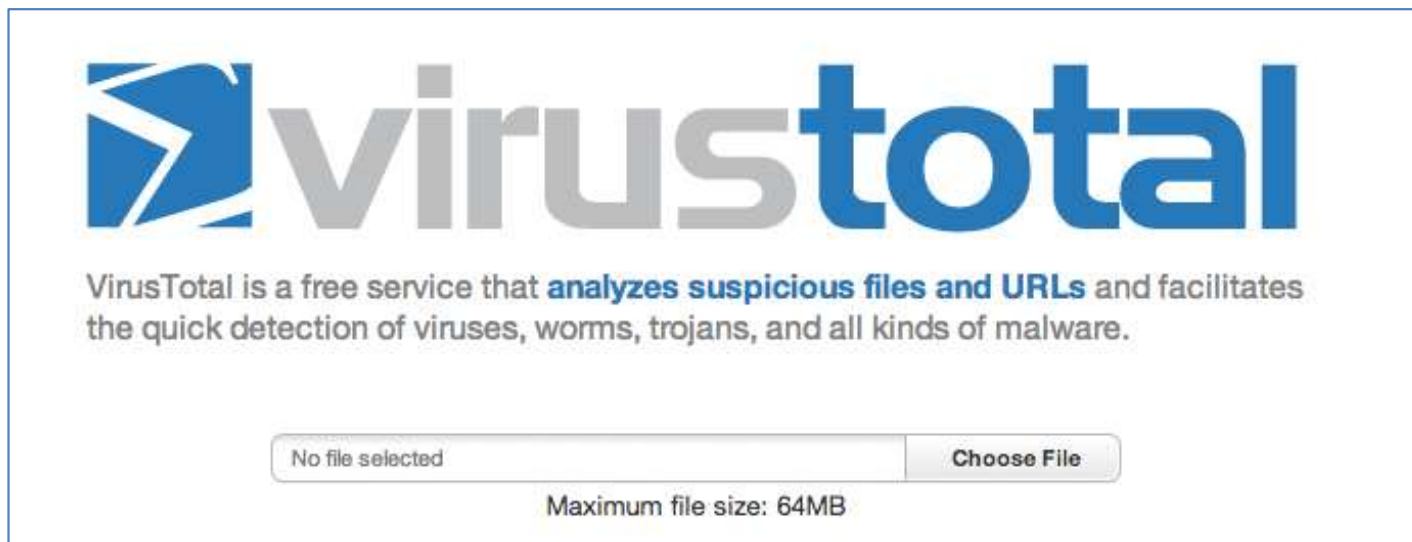 virustotal
VirusTotal is a free service that analyzes suspicious files and URLs and facilitates
the quick detection of viruses, worms, trojans, and all kinds of malware.
No file selected
Choose File
Maximum file size: 64MB